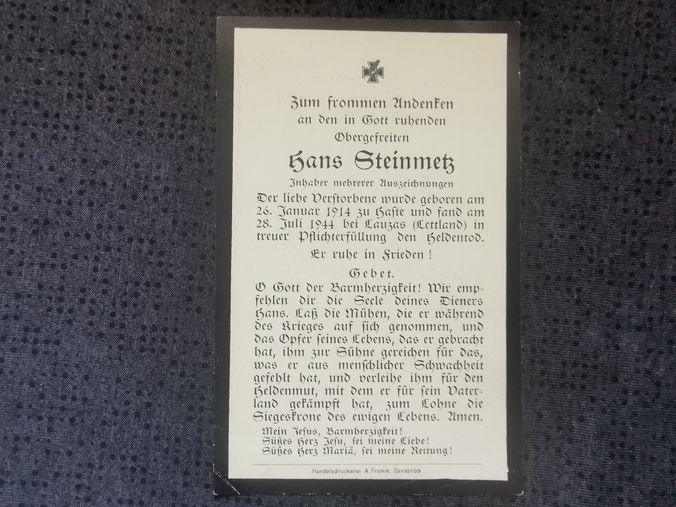 Zum frommen Andenken
an den in Gott ruhenden
Obergefreiten
Hans Steinmetz
Inhaber mehrerer Auszeichnungen
Der liebe Verstorbene wurde geboren am
26. Januar 1914 zu Haste und fand am
28. Juli 1944 bei Lauzas (Lettland) in
treuer Pflichterfüllung den Heldentod.
Er ruhe in Frieden!
Gebet.
O Gott der Barmherzigkeit! Wir emp-
fehlen dir die Seele deines Dieners
Hans. Laß die Mühen, die er während
des Krieges auf sich genommen, und
das Opfer seines Lebens, das er gebracht
hat, ihm zur Sühne gereichen für das,
was er aus menschlicher Schwachheit
gefehlt hat, und verleihe ihm für den
Heldenmut, mit dem er für sein Vater-
land gekämpft hat, zum Lohne die
Siegeskrone des ewigen Lebens. Amen.
Mein Jesus, Barmherzigkeit!
Süßes Herz Jesu, sei meine Liebe!
Süßes Herz Mariä, sei meine Rettung!
Handelsdruckerei A. Fromm, Osnabrück